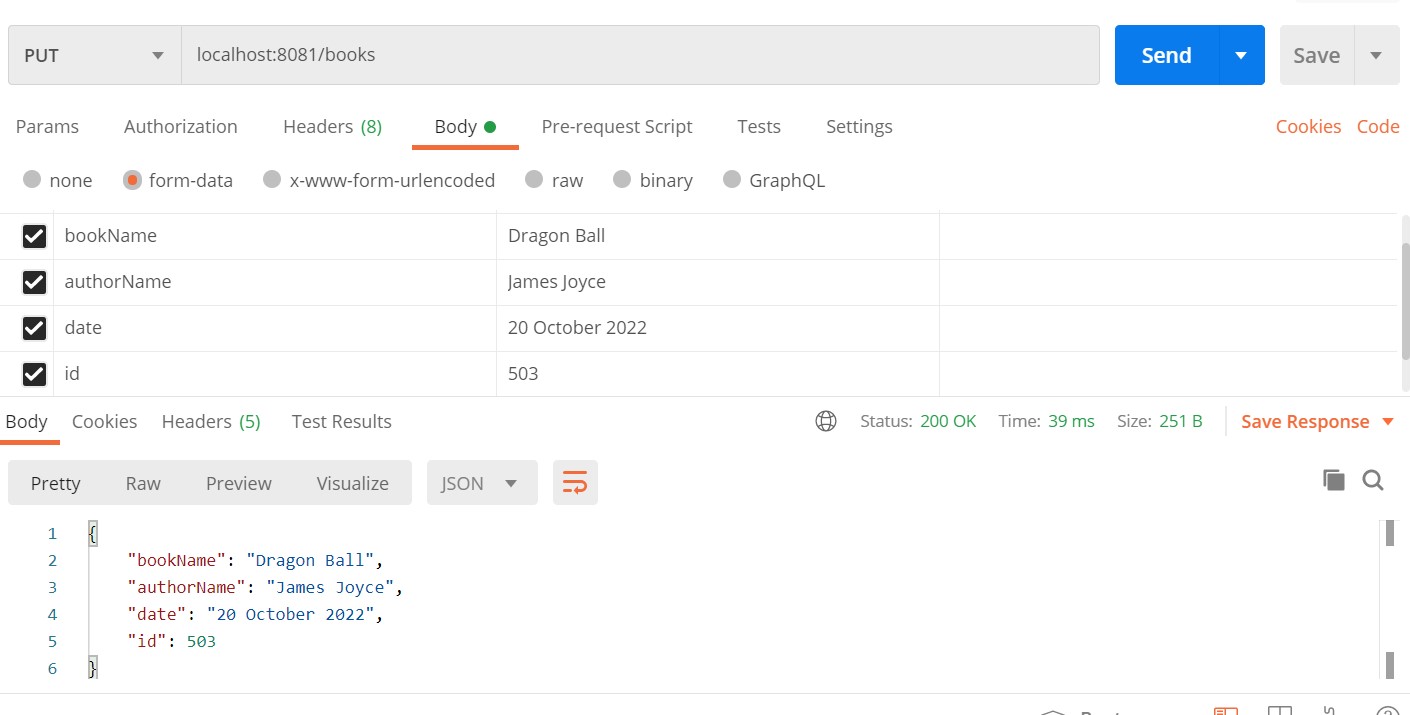 PUT localhost:8081/books Send Save
Params Authorization Headers (8) Body Pre-request Script Tests Settings Cookies Code
none form-data x-www-form-urlencoded raw binary GraphQL
bookName Dragon Ball
authorName James Joyce
date 20 October 2022
id 503
Body Cookies Headers (5) Test Results Status: 200 OK Time: 39 ms Size: 251 B Save Response
Pretty Raw Preview Visualize JSON
1 {
2 "bookName": "Dragon Ball",
3 "authorName": "James Joyce",
4 "date": "20 October 2022",
5 "id": 503
6 }